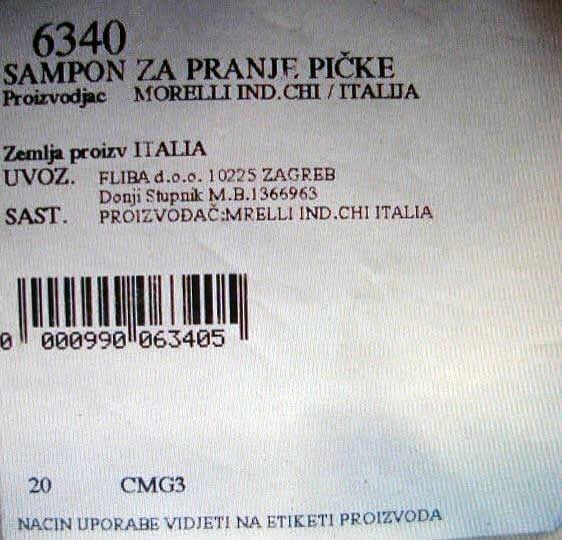 6340
SAMPON ZA PRANJE PIČKE
Proizvodjac MORELLI IND.CHI / ITALIJA
Zemlja proizv ITALIA
UVOZ. FLIBA d.o.o. 10225 ZAGREB
Donji Stupnik M.B.1366963
SAST. PROIZVOĐAČ:MRELLI IND.CHI ITALIA
0 000990 063405
20 CMG3
NACIN UPORABE VIDJETI NA ETIKETI PROIZVODA